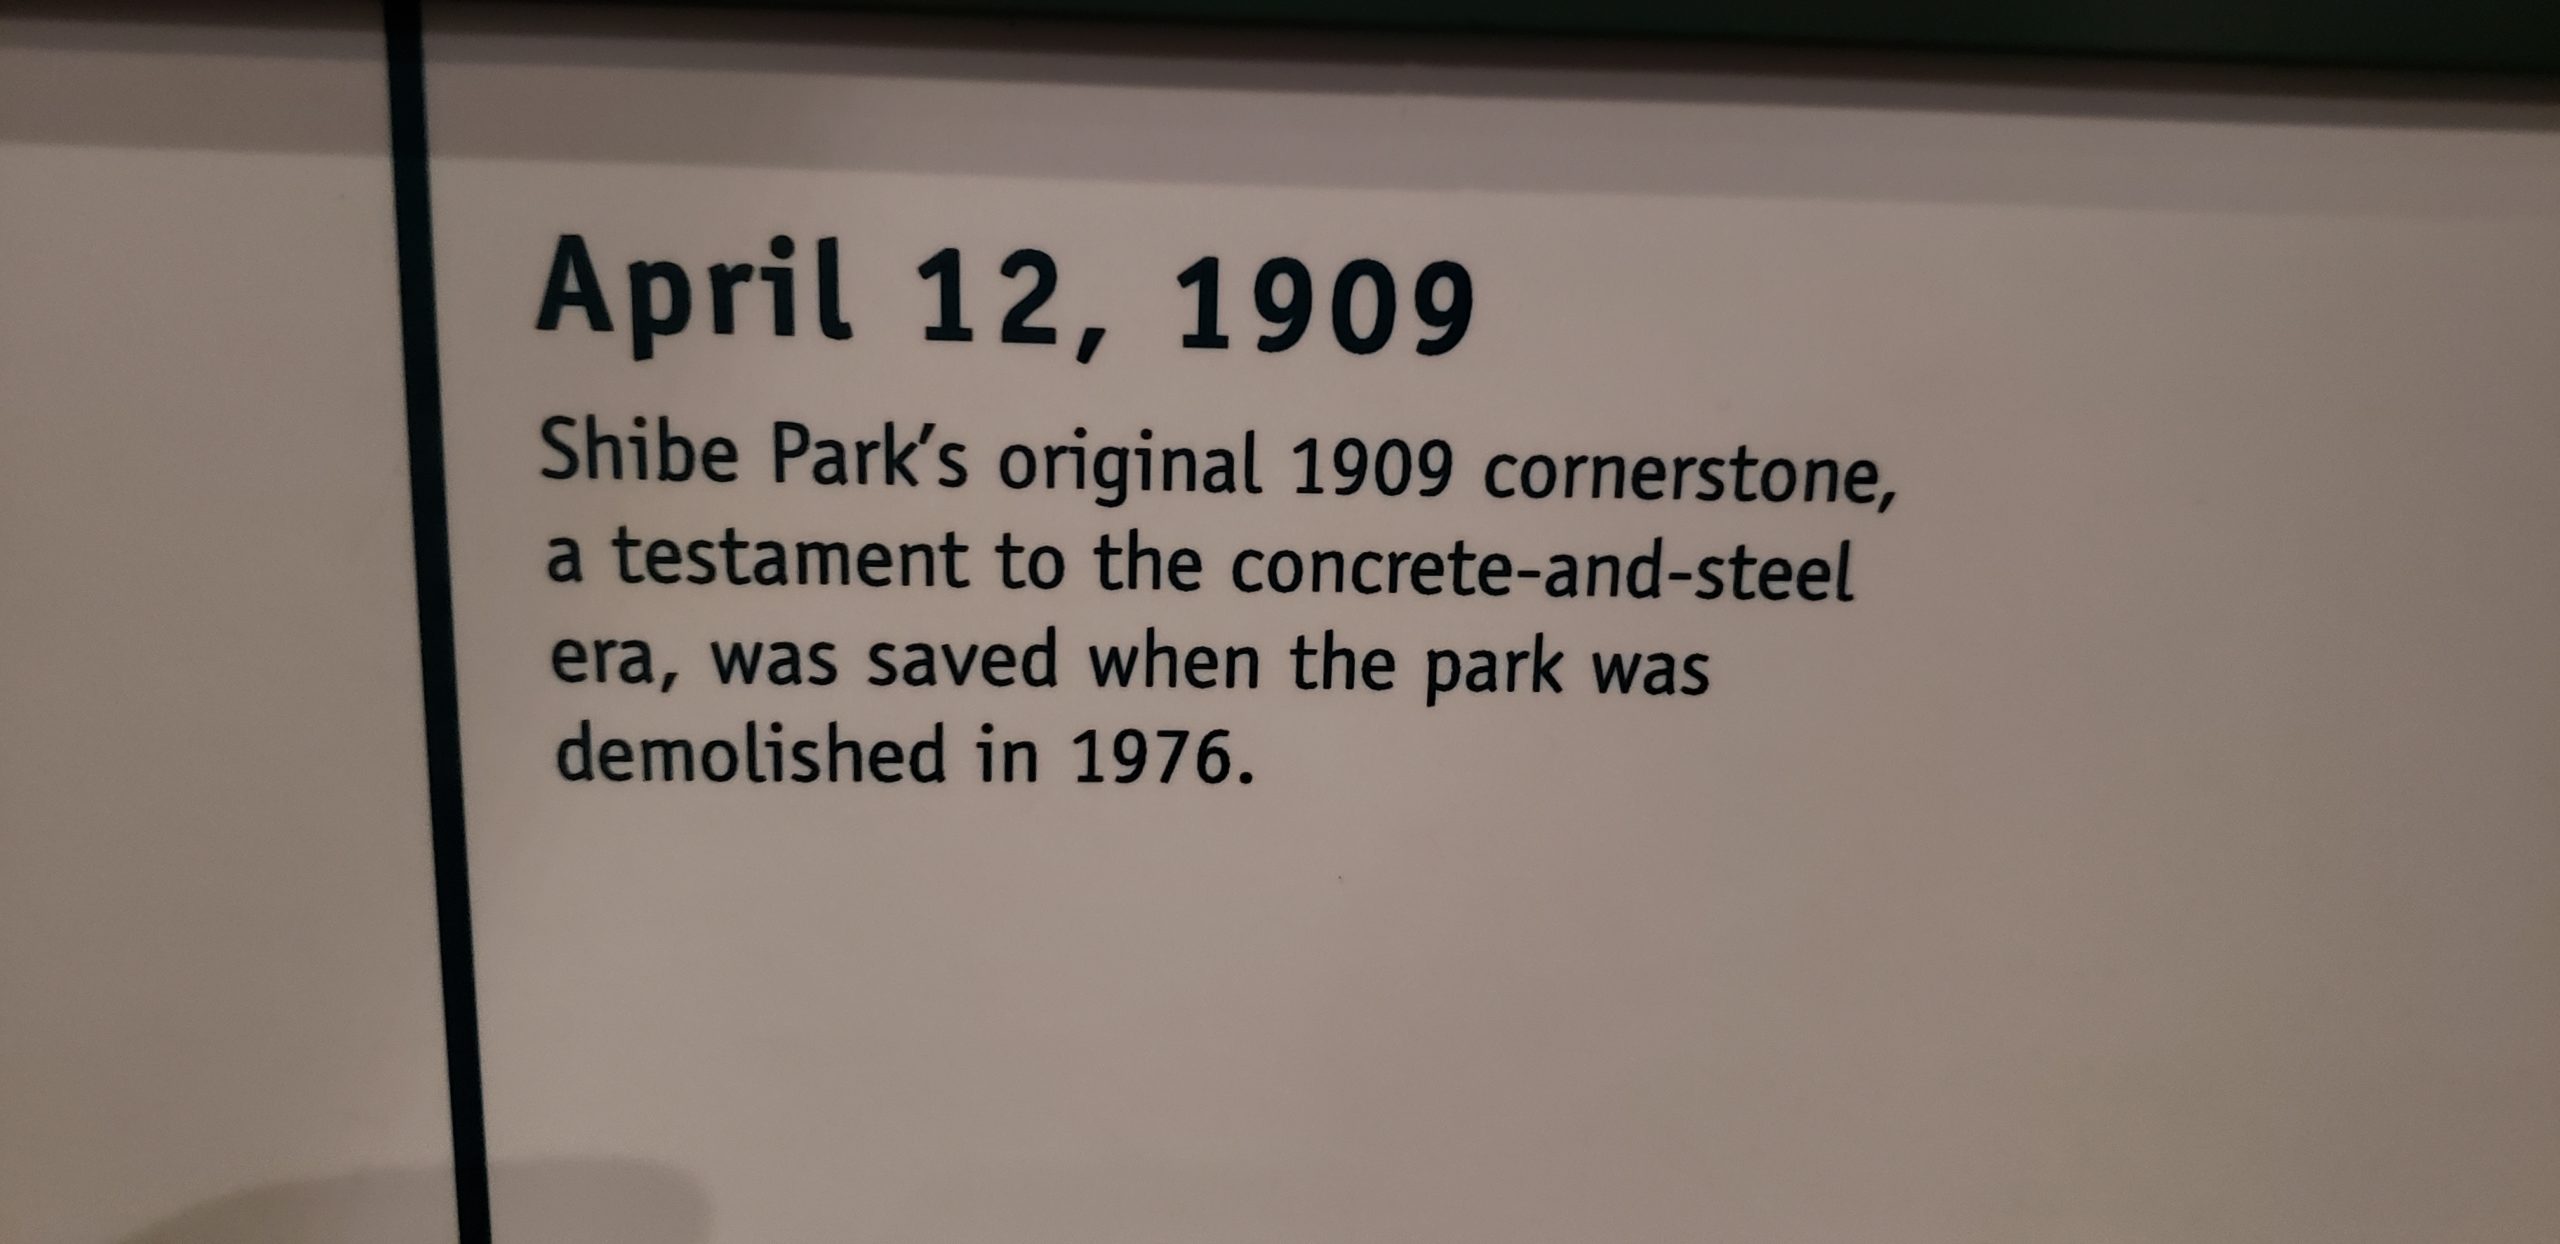 April 12, 1909
Shibe Park's original 1909 cornerstone,
a testament to the concrete-and-steel
era, was saved when the park was
demolished in 1976.